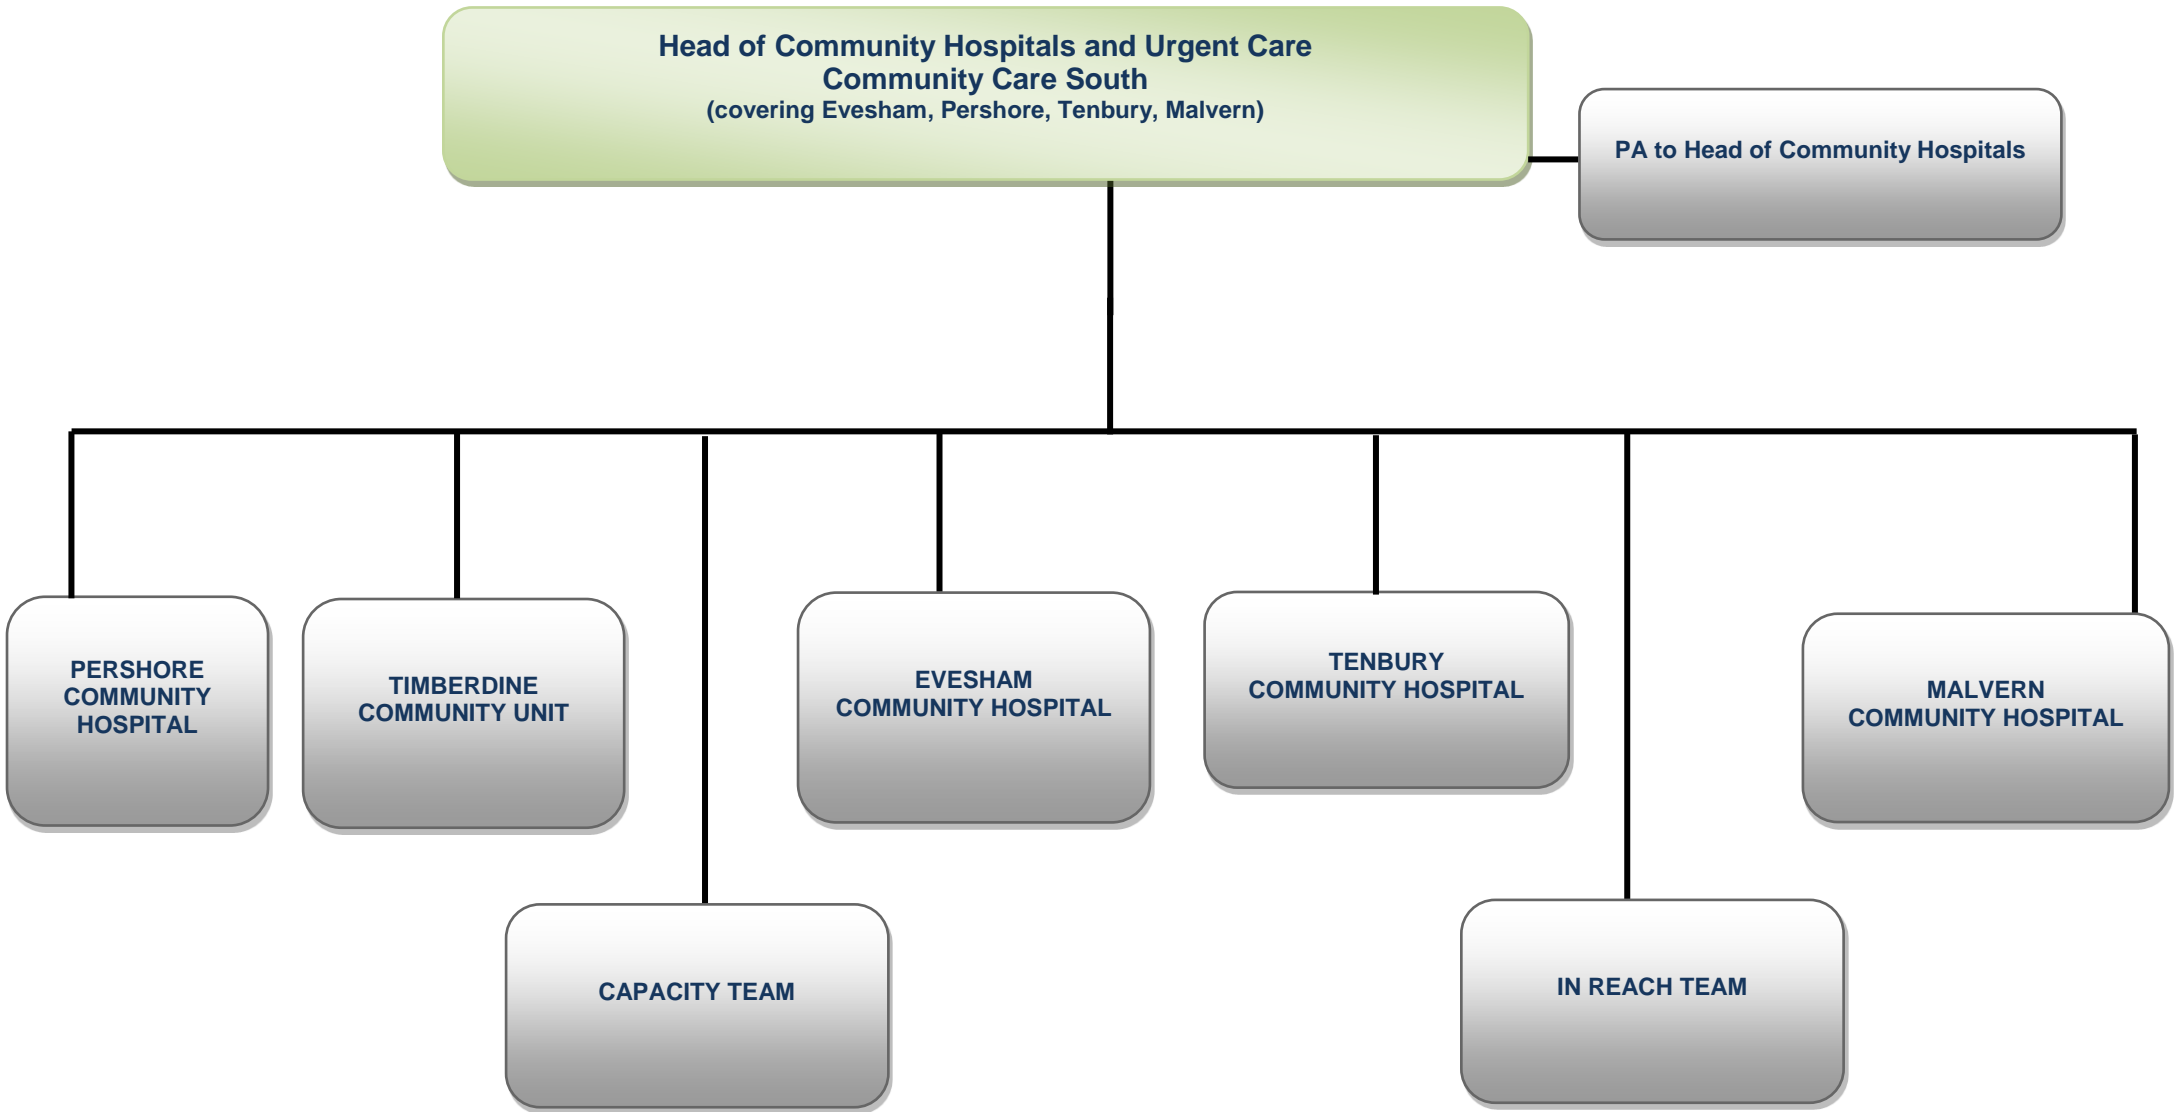 Head of Community Hospitals and Urgent Care
Community Care South
(covering Evesham, Pershore, Tenbury, Malvern)
PA to Head of Community Hospitals
PERSHORE
COMMUNITY
HOSPITAL
TIMBERDINE
COMMUNITY UNIT
EVESHAM
COMMUNITY HOSPITAL
TENBURY
COMMUNITY HOSPITAL
MALVERN
COMMUNITY HOSPITAL
CAPACITY TEAM
IN REACH TEAM